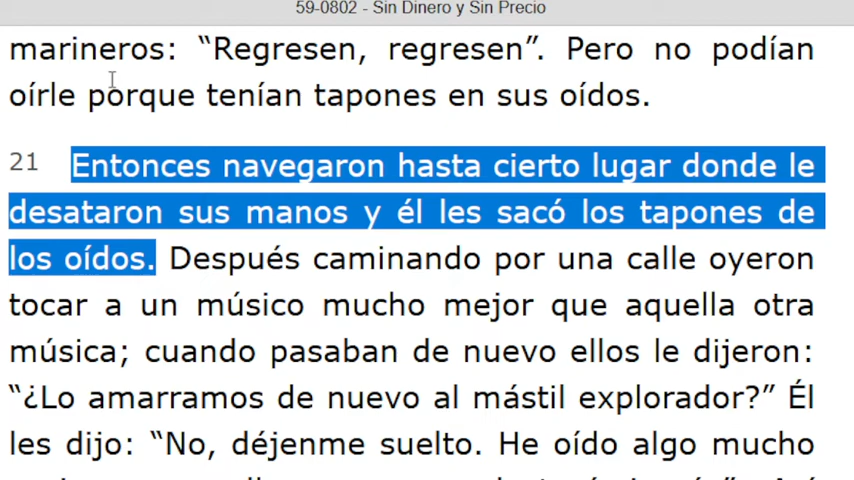 59-0802 - Sin Dinero y Sin Precio
marineros: “Regresen, regresen”. Pero no podían
oírle porque tenían tapones en sus oídos.
21 Entonces navegaron hasta cierto lugar donde le
desataron sus manos y él les sacó los tapones de
los oídos. Después caminando por una calle oyeron
tocar a un músico mucho mejor que aquella otra
música; cuando pasaban de nuevo ellos le dijeron:
“¿Lo amarramos de nuevo al mástil explorador?” Él
les dijo: “No, déjenme suelto. He oído algo mucho